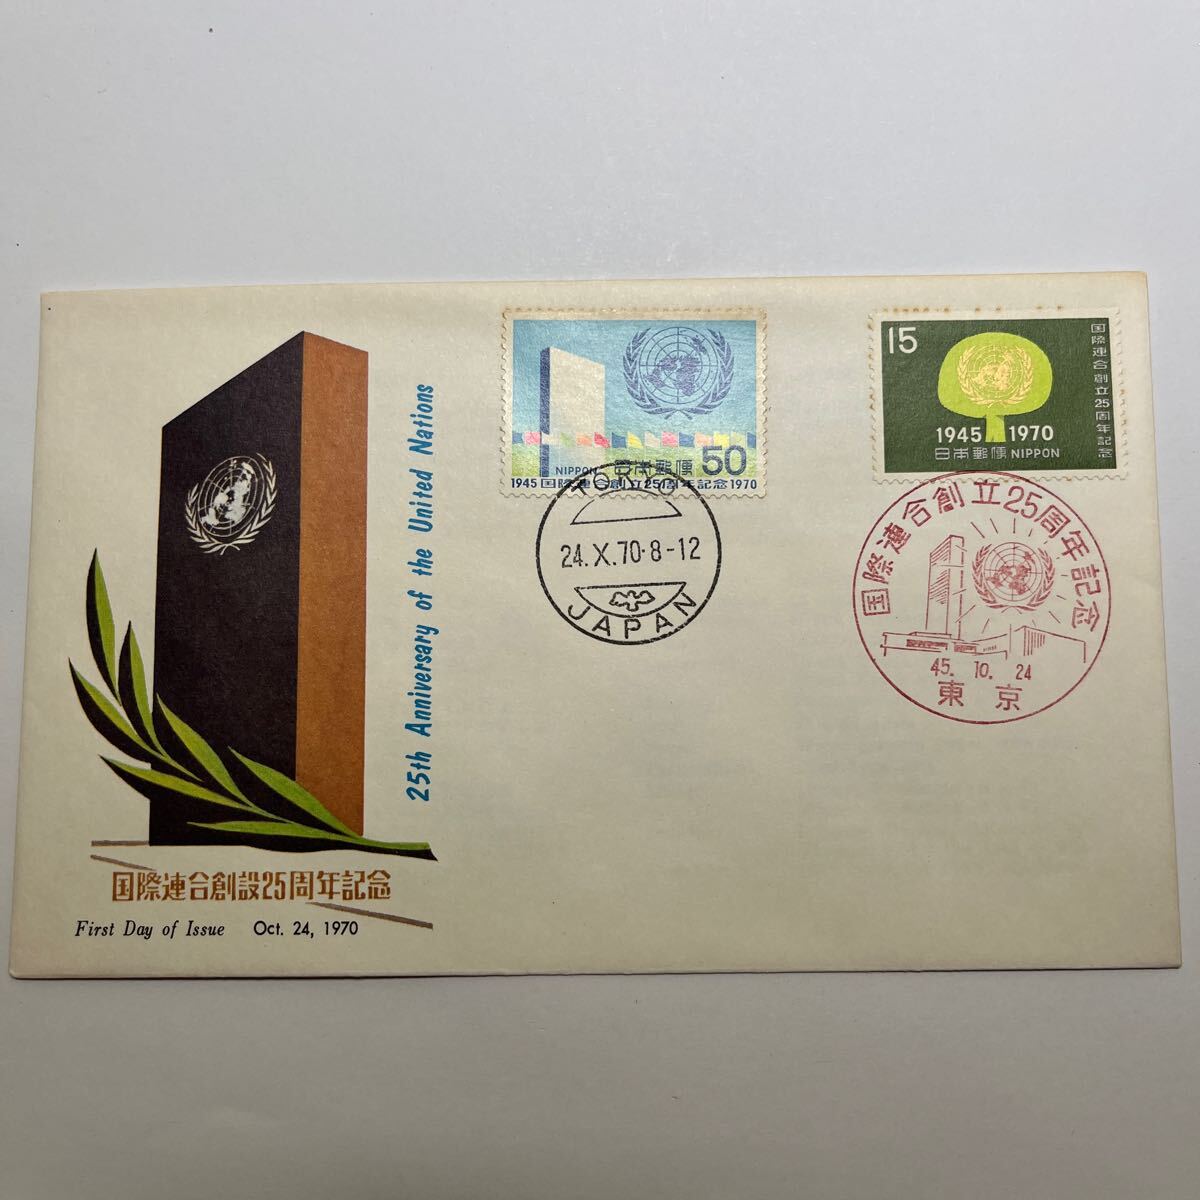 25th Anniversary of the United Nations
国際連合創設25周年記念
First Day of Issue Oct. 24, 1970
NIPPON 日本郵便 50
1945 国際連合創立25周年記念 1970
TOKYO
24.X.70·8-12
JAPAN
15
国際連合創立25周年記念
1945 1970
日本郵便 NIPPON
国際連合創立25周年記念
45. 10. 24
東京